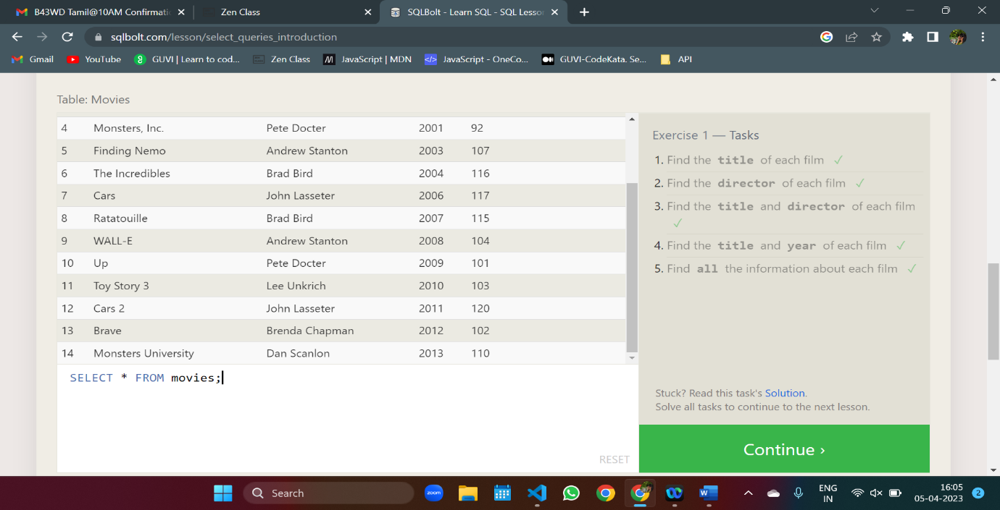 B43WD Tamil@10AM Confirmati
Zen Class
SQLBolt - Learn SQL - SQL Lesson
sqlbolt.com/lesson/select_queries_introduction
Gmail
YouTube
GUVI | Learn to cod...
Zen Class
JavaScript | MDN
JavaScript - OneCo...
GUVI-CodeKata. Se...
API
Table: Movies
4 Monsters, Inc. Pete Docter 2001 92
5 Finding Nemo Andrew Stanton 2003 107
6 The Incredibles Brad Bird 2004 116
7 Cars John Lasseter 2006 117
8 Ratatouille Brad Bird 2007 115
9 WALL-E Andrew Stanton 2008 104
10 Up Pete Docter 2009 101
11 Toy Story 3 Lee Unkrich 2010 103
12 Cars 2 John Lasseter 2011 120
13 Brave Brenda Chapman 2012 102
14 Monsters University Dan Scanlon 2013 110
SELECT * FROM movies;
RESET
Exercise 1 — Tasks
1. Find the title of each film ✓
2. Find the director of each film ✓
3. Find the title and director of each film
✓
4. Find the title and year of each film ✓
5. Find all the information about each film ✓
Stuck? Read this task's Solution.
Solve all tasks to continue to the next lesson.
Continue ›
Search
zoom
W
ENG
IN
16:05
05-04-2023
2